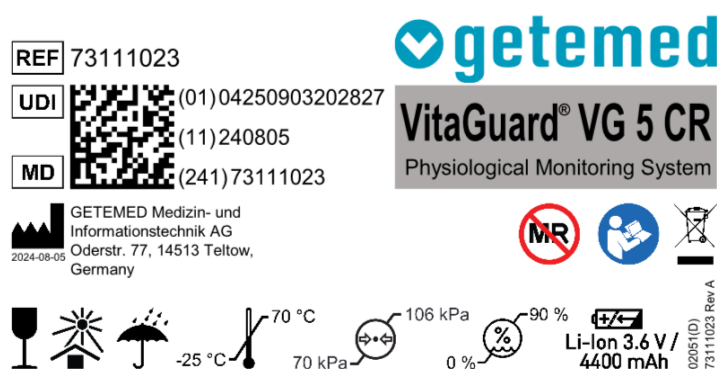 REF 73111023
getemed
UDI (01)04250903202827
(11)240805
MD (241)73111023
VitaGuard® VG 5 CR
Physiological Monitoring System
2024-08-05
GETEMED Medizin- und
Informationstechnik AG
Oderstr. 77, 14513 Teltow,
Germany
MR
-25 °C 70 °C
70 kPa 106 kPa
0 % % 90 %
+/-
Li-Ion 3.6 V /
4400 mAh
02051(D)
73111023 Rev A